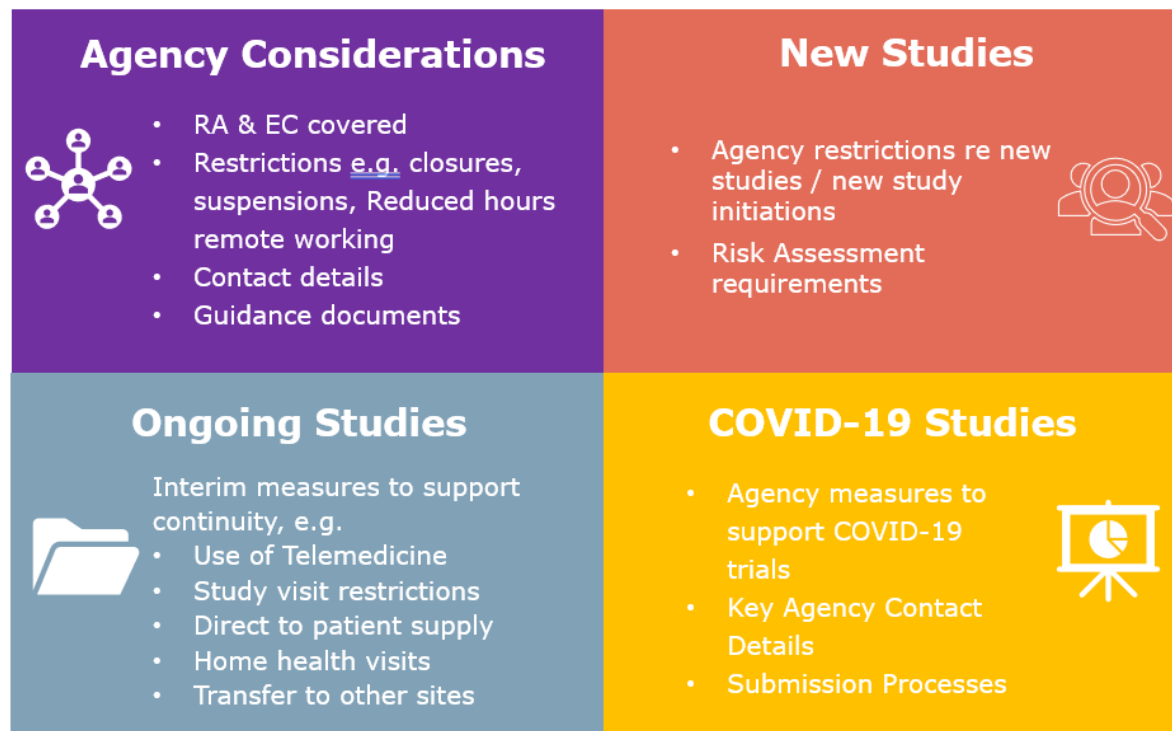 Agency Considerations
• RA & EC covered
• Restrictions e.g. closures,
suspensions, Reduced hours
remote working
• Contact details
• Guidance documents
New Studies
• Agency restrictions re new
studies / new study
initiations
• Risk Assessment
requirements
Ongoing Studies
Interim measures to support
continuity, e.g.
• Use of Telemedicine
• Study visit restrictions
• Direct to patient supply
• Home health visits
• Transfer to other sites
COVID-19 Studies
• Agency measures to
support COVID-19
trials
• Key Agency Contact
Details
• Submission Processes